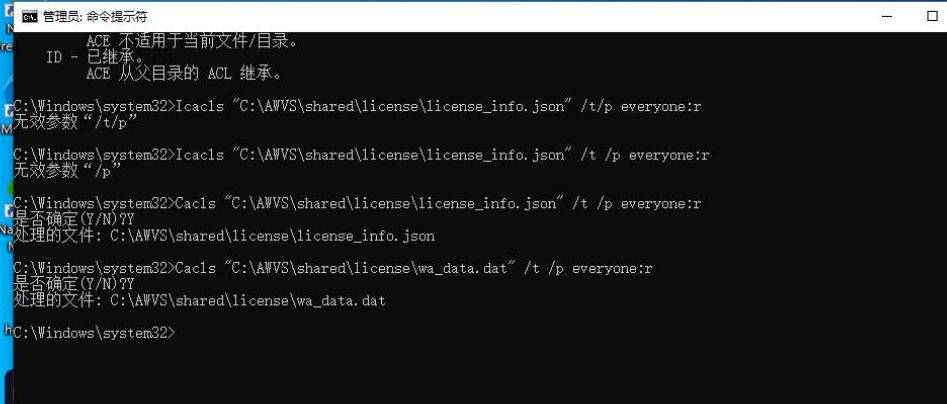 管理员: 命令提示符
ACE 不适用于当前文件/目录。
ID - 已继承。
ACE 从父目录的 ACL 继承。
C:\Windows\system32>Icacls "C:\AWVS\shared\license\license_info.json" /t/p everyone:r
无效参数“/t/p”
C:\Windows\system32>Icacls "C:\AWVS\shared\license\license_info.json" /t /p everyone:r
无效参数“/p”
C:\Windows\system32>Cacls "C:\AWVS\shared\license\license_info.json" /t /p everyone:r
是否确定(Y/N)?Y
处理的文件: C:\AWVS\shared\license\license_info.json
C:\Windows\system32>Cacls "C:\AWVS\shared\license\wa_data.dat" /t /p everyone:r
是否确定(Y/N)?Y
处理的文件: C:\AWVS\shared\license\wa_data.dat
C:\Windows\system32>